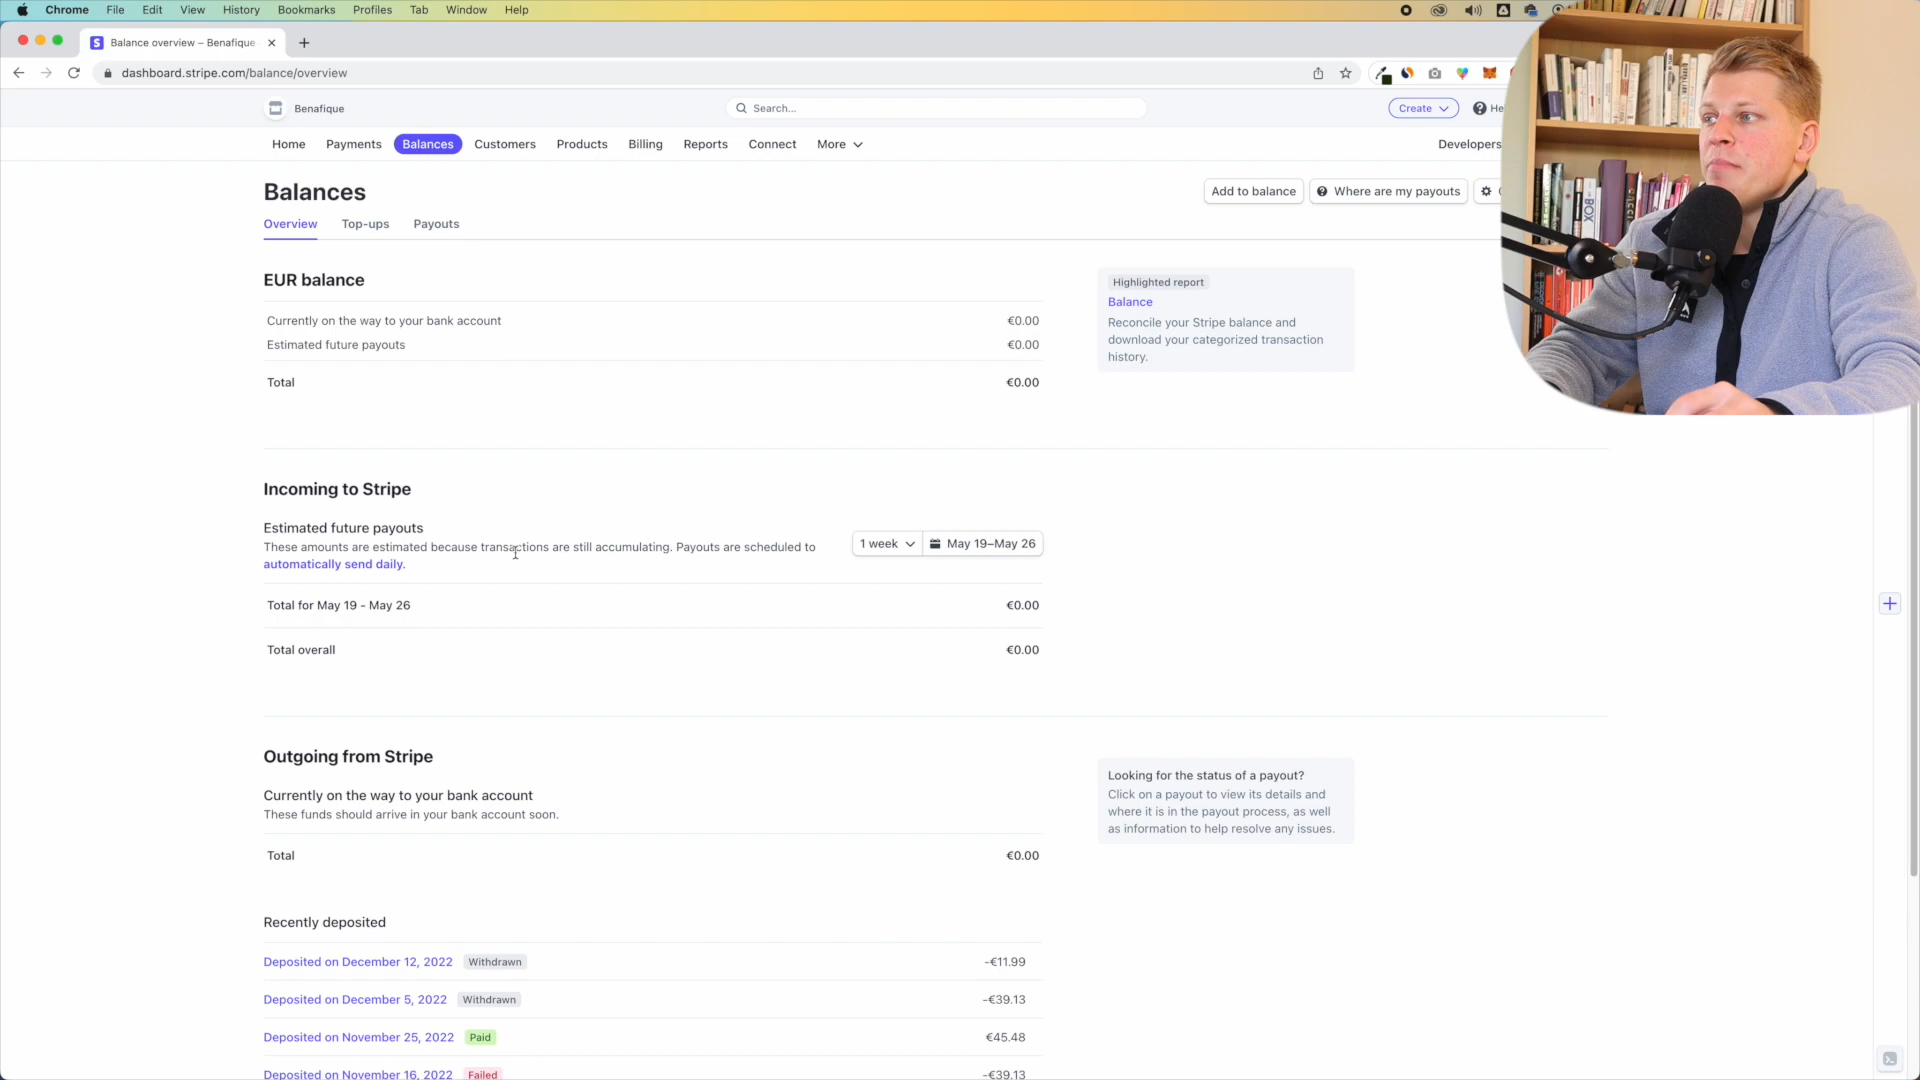 Chrome File Edit View History Bookmarks Profiles Tab Window Help
Balance overview – Benafique
dashboard.stripe.com/balance/overview
Benafique
Search...
Create
He
Home Payments Balances Customers Products Billing Reports Connect More
Developers
Balances
Add to balance
Where are my payouts
Overview Top-ups Payouts
EUR balance
Currently on the way to your bank account €0.00
Estimated future payouts €0.00
Total €0.00
Highlighted report
Balance
Reconcile your Stripe balance and
download your categorized transaction
history.
Incoming to Stripe
Estimated future payouts
These amounts are estimated because transactions are still accumulating. Payouts are scheduled to
automatically send daily.
1 week
May 19–May 26
Total for May 19 - May 26 €0.00
Total overall €0.00
Outgoing from Stripe
Currently on the way to your bank account
These funds should arrive in your bank account soon.
Total €0.00
Looking for the status of a payout?
Click on a payout to view its details and
where it is in the payout process, as well
as information to help resolve any issues.
Recently deposited
Deposited on December 12, 2022 Withdrawn -€11.99
Deposited on December 5, 2022 Withdrawn -€39.13
Deposited on November 25, 2022 Paid €45.48
Deposited on November 16, 2022 Failed -€39.13